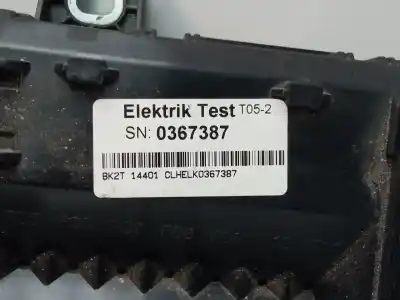 Elektrik Test T05-2
SN: 0367387
BK2T 14401 CLHELK0367387